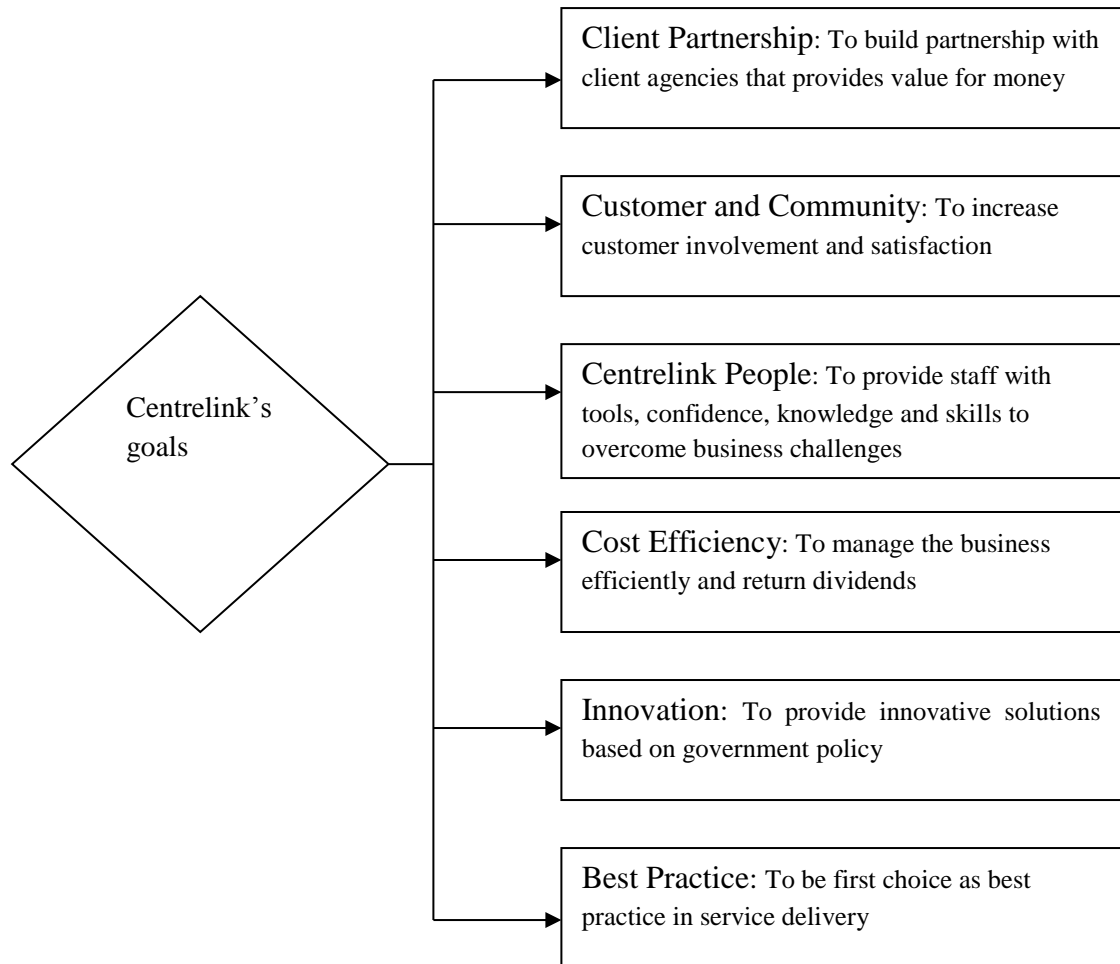 Client Partnership: To build partnership with
client agencies that provides value for money
Customer and Community: To increase
customer involvement and satisfaction
Centrelink’s
goals
Centrelink People: To provide staff with
tools, confidence, knowledge and skills to
overcome business challenges
Cost Efficiency: To manage the business
efficiently and return dividends
Innovation: To provide innovative solutions
based on government policy
Best Practice: To be first choice as best
practice in service delivery